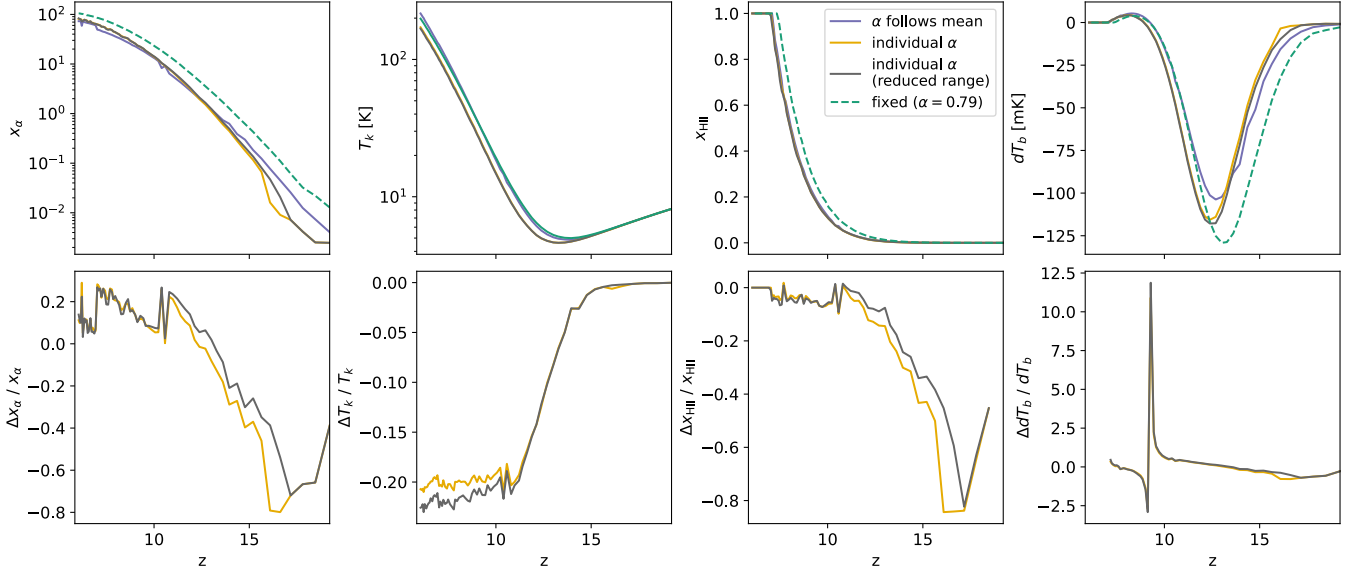 x_α
10²
10¹
10⁰
10⁻¹
10⁻²
T_k [K]
10²
10¹
x_HII
1.0
0.8
0.6
0.4
0.2
0.0
α follows mean
individual α
individual α
(reduced range)
fixed (α = 0.79)
dT_b [mK]
0
−25
−50
−75
−100
−125
Δx_α / x_α
0.2
0.0
−0.2
−0.4
−0.6
−0.8
10
15
z
ΔT_k / T_k
0.00
−0.05
−0.10
−0.15
−0.20
10
15
z
Δx_HII / x_HII
0.0
−0.2
−0.4
−0.6
−0.8
10
15
z
ΔdT_b / dT_b
12.5
10.0
7.5
5.0
2.5
0.0
−2.5
10
15
z